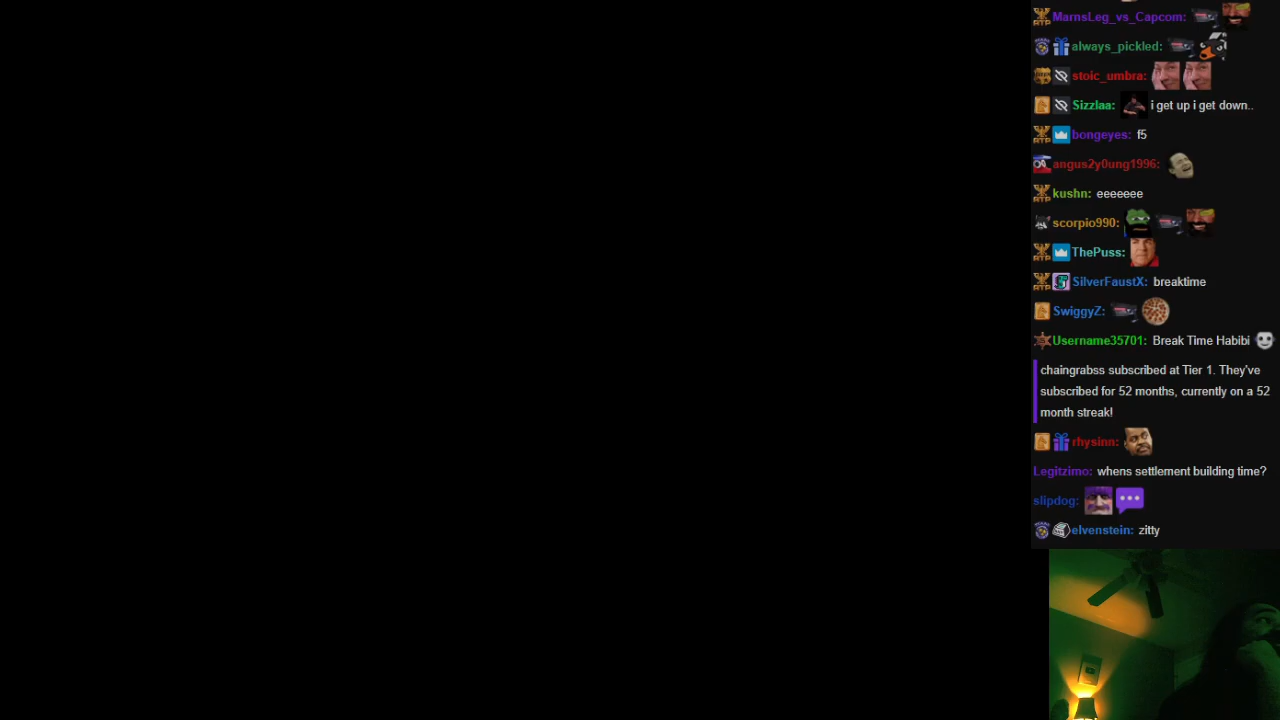 MarnsLeg_vs_Capcom:
always_pickled:
stoic_umbra:
Sizzlaa: i get up i get down..
bongeyes: f5
angus2y0ung1996:
kushn: eeeeeee
scorpio990:
ThePuss:
SilverFaustX: breaktime
SwiggyZ:
Username35701: Break Time Habibi
chaingrabss subscribed at Tier 1. They've
subscribed for 52 months, currently on a 52
month streak!
rhysinn:
Legitzimo: whens settlement building time?
slipdog:
elvenstein: zitty